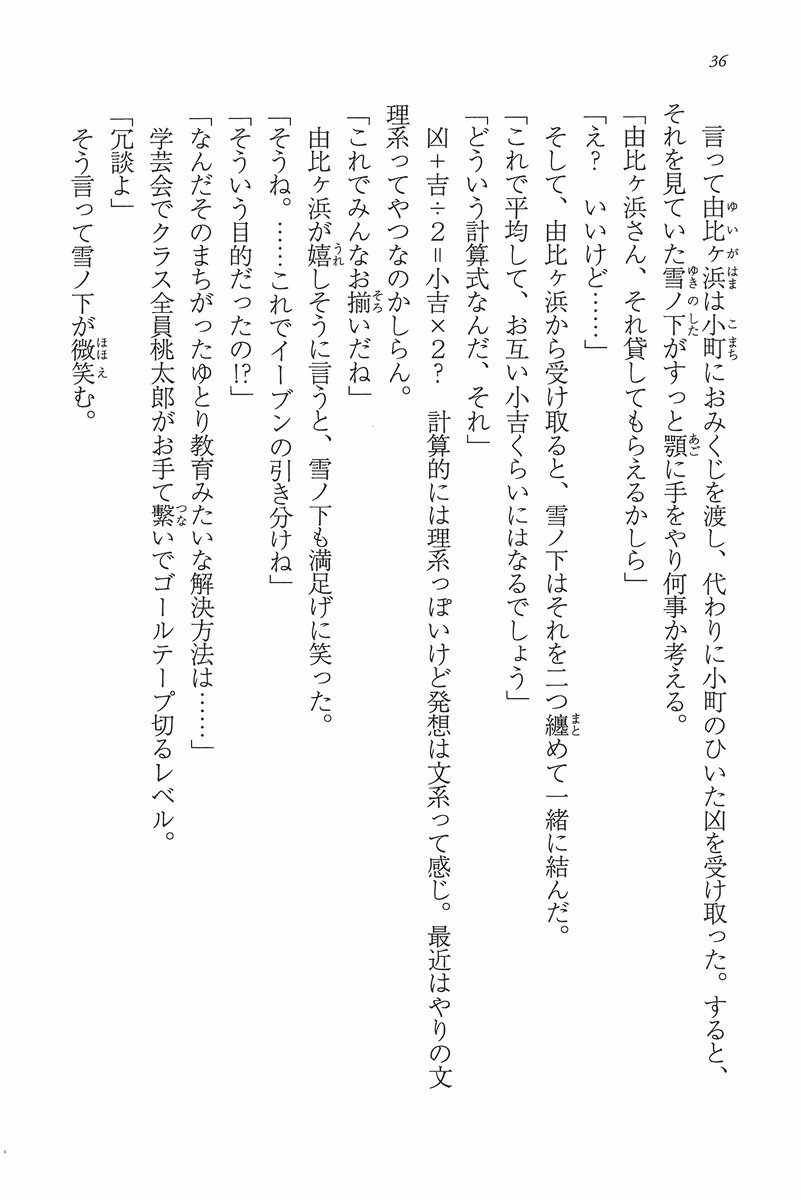 36
言って由比ヶ浜は小町におみくじを渡し、代わりに小町のひいた凶を受け取った。すると、
それを見ていた雪ノ下がすっと顎に手をやり何事か考える。
「由比ヶ浜さん、それ貸してもらえるかしら」
「え?　いいけど……」
そして、由比ヶ浜から受け取ると、雪ノ下はそれを二つ纏めて一緒に結んだ。
「これで平均して、お互い小吉くらいにはなるでしょう」
「どういう計算式なんだ、それ」
凶+吉÷2=小吉×2?　計算的には理系っぽいけど発想は文系って感じ。最近はやりの文
理系ってやつなのかしらん。
「これでみんなお揃いだね」
由比ヶ浜が嬉しそうに言うと、雪ノ下も満足げに笑った。
「そうね。……これでイーブンの引き分けね」
「そういう目的だったの!?」
「なんだそのまちがったゆとり教育みたいな解決方法は……」
学芸会でクラス全員桃太郎がお手て繋いでゴールテープ切るレベル。
「冗談よ」
そう言って雪ノ下が微笑む。